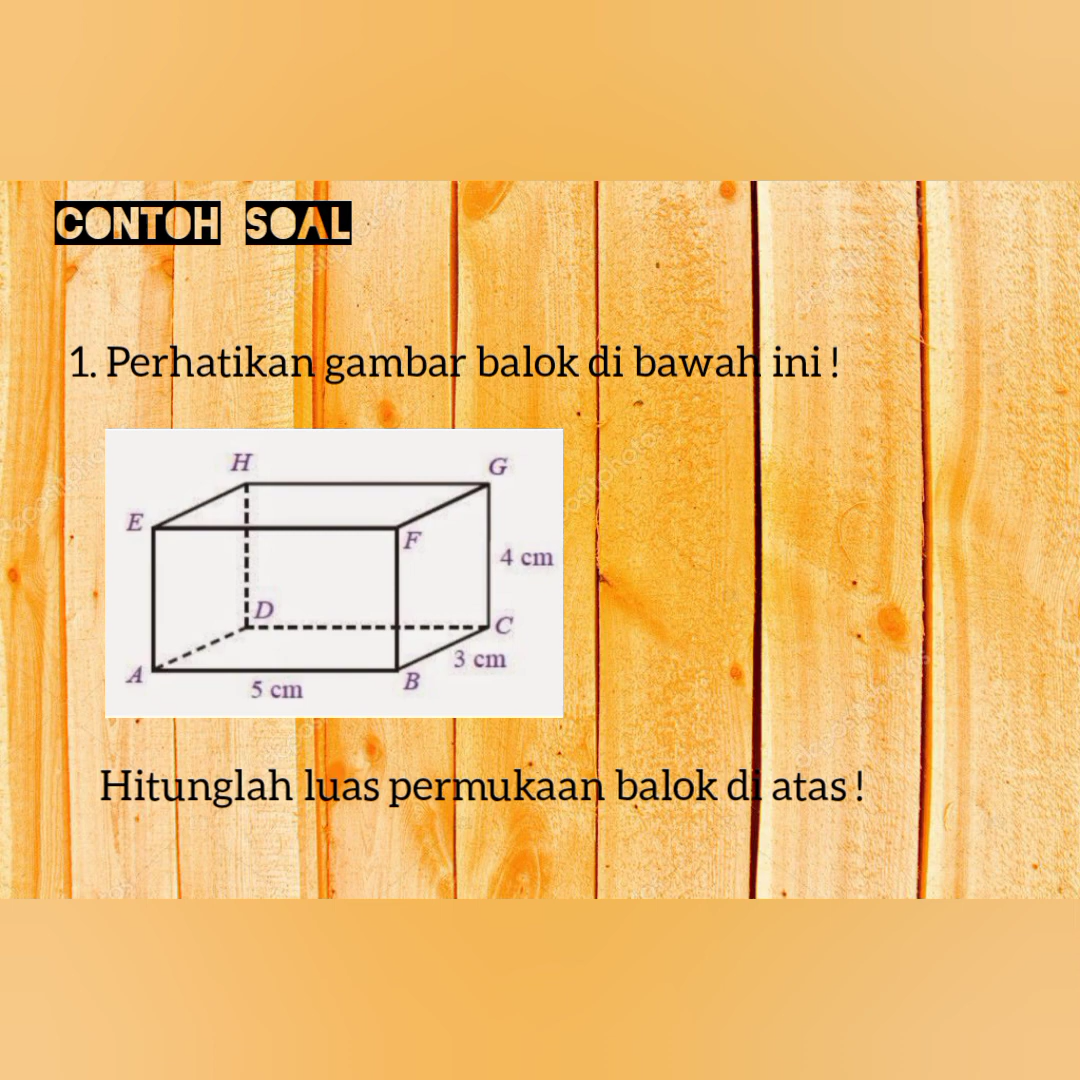 CONTOH SOAL
1. Perhatikan gambar balok di bawah ini !
H
G
E
F
4 cm
D
C
3 cm
A
B
5 cm
Hitunglah luas permukaan balok di atas !